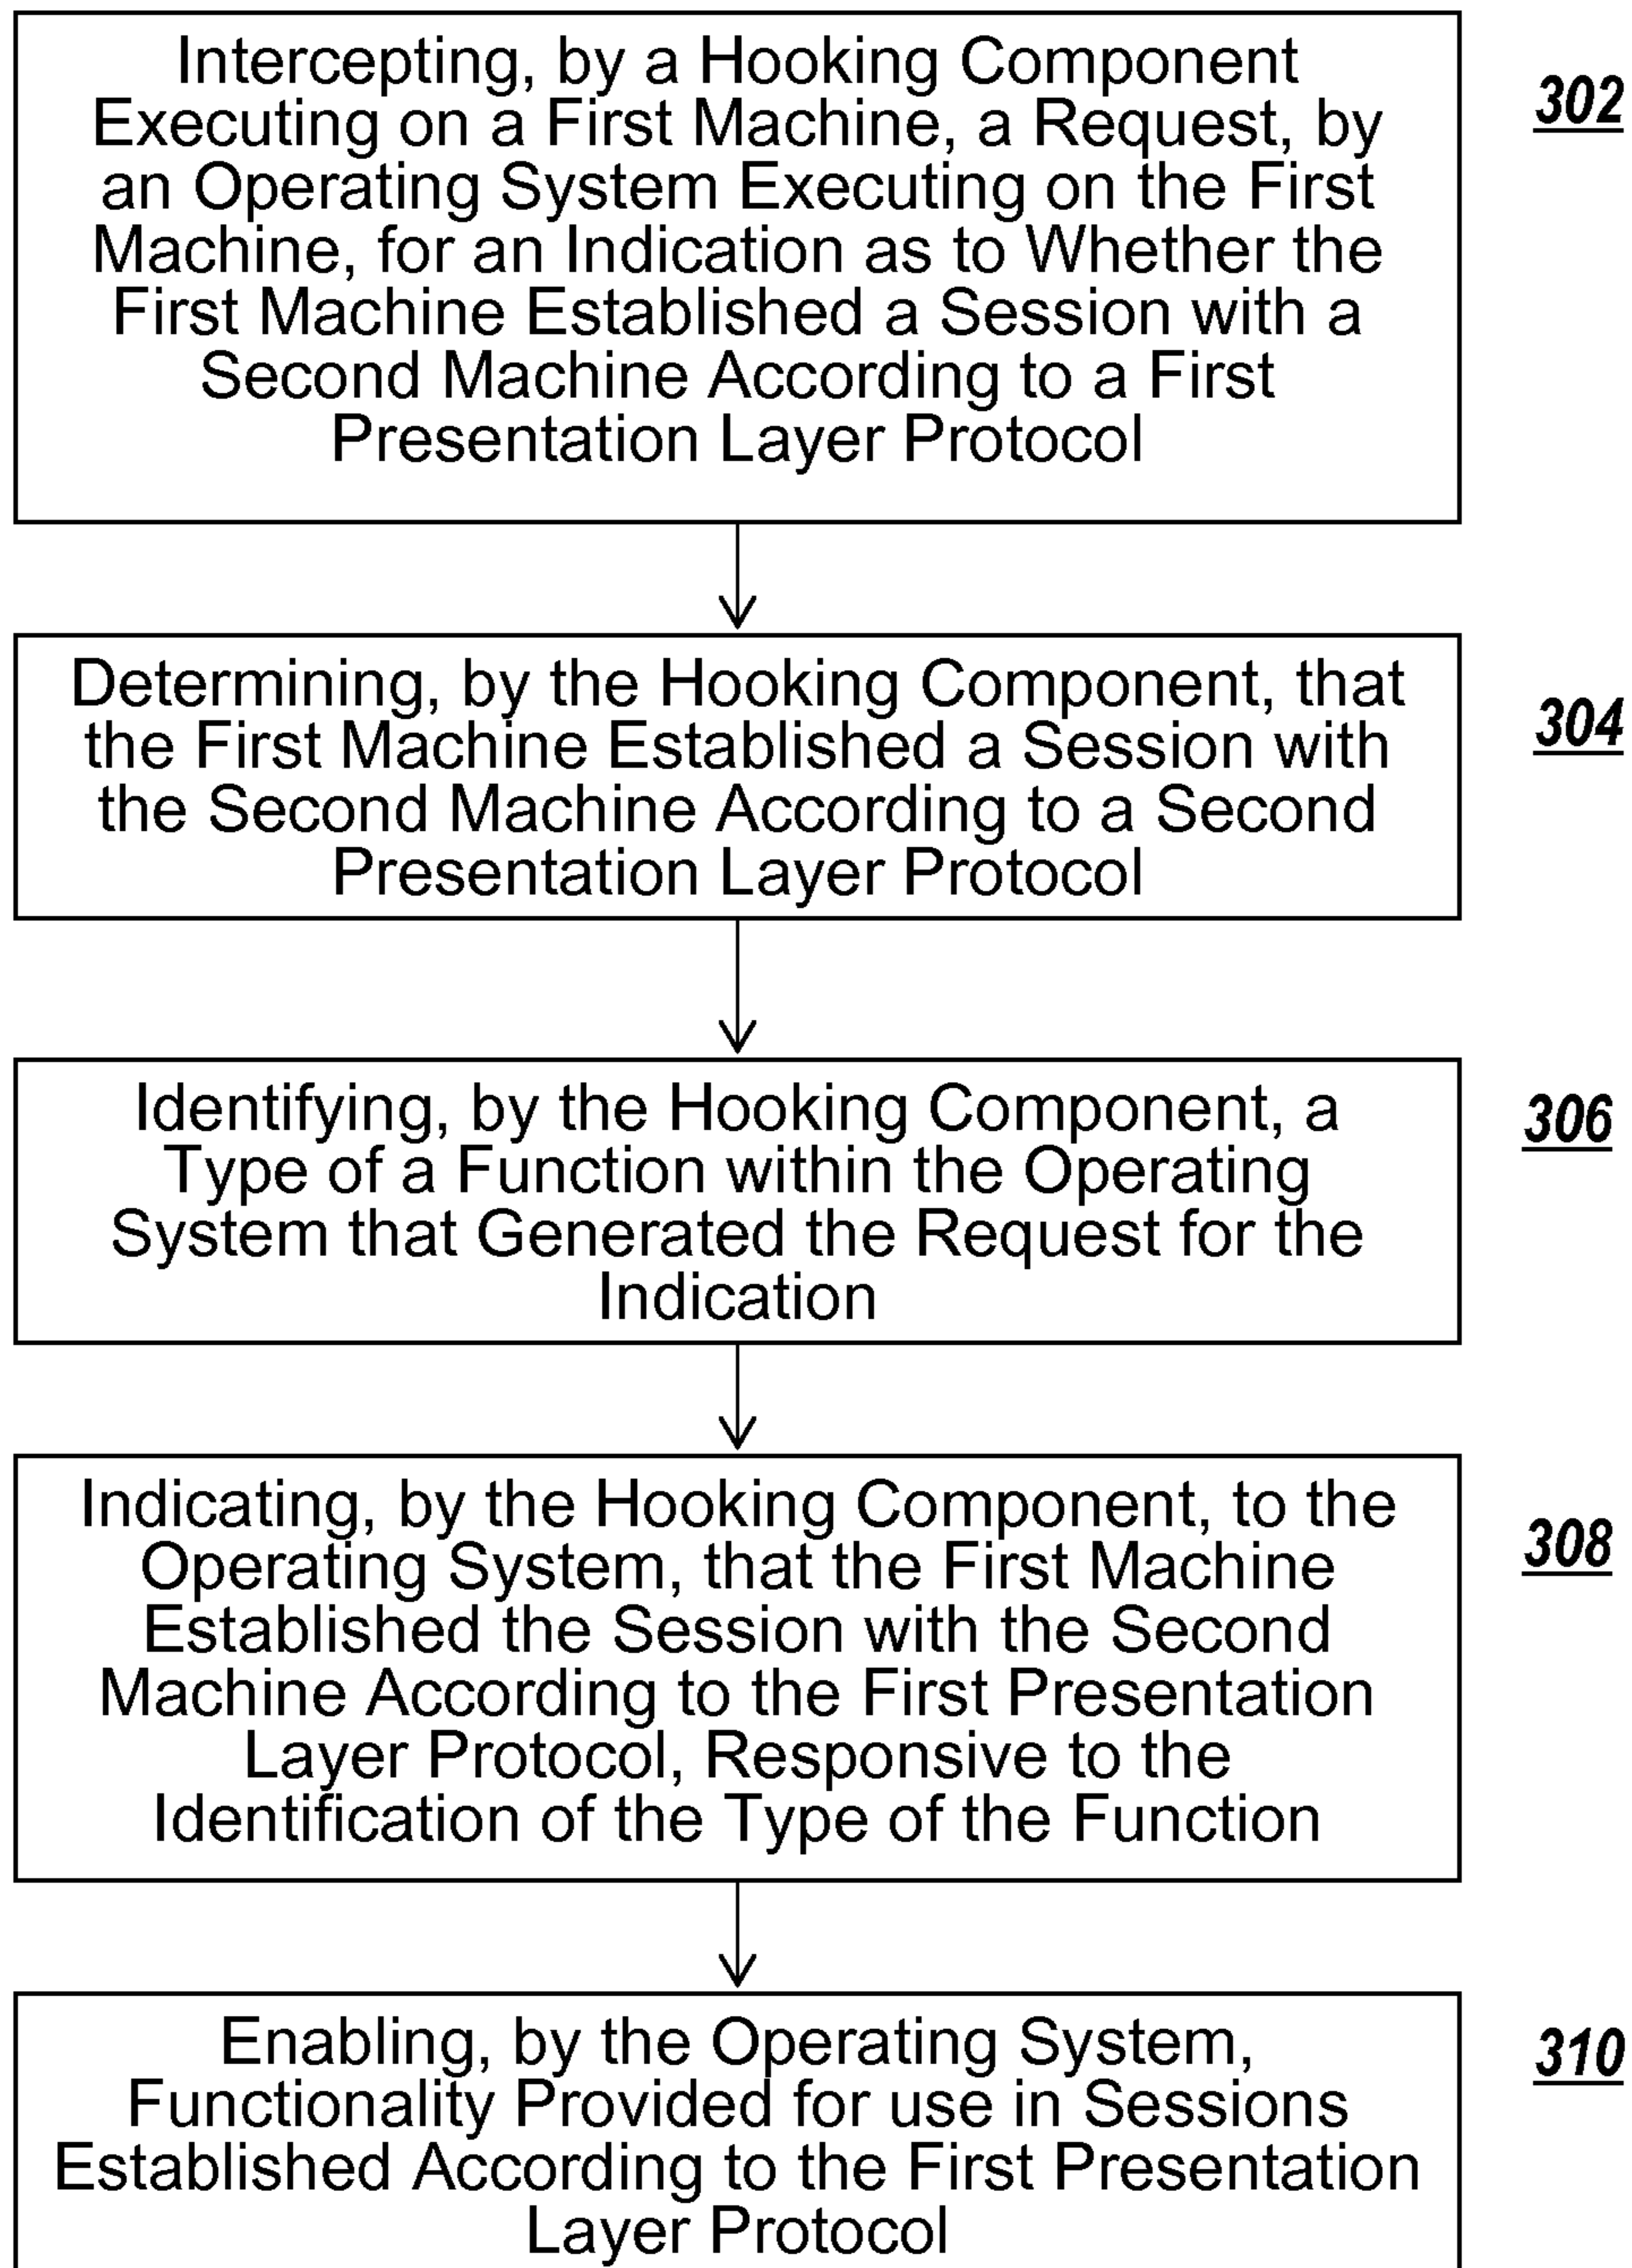 Intercepting, by a Hooking Component
Executing on a First Machine, a Request, by
an Operating System Executing on the First
Machine, for an Indication as to Whether the
First Machine Established a Session with a
Second Machine According to a First
Presentation Layer Protocol
302
Determining, by the Hooking Component, that
the First Machine Established a Session with
the Second Machine According to a Second
Presentation Layer Protocol
304
Identifying, by the Hooking Component, a
Type of a Function within the Operating
System that Generated the Request for the
Indication
306
Indicating, by the Hooking Component, to the
Operating System, that the First Machine
Established the Session with the Second
Machine According to the First Presentation
Layer Protocol, Responsive to the
Identification of the Type of the Function
308
Enabling, by the Operating System,
Functionality Provided for use in Sessions
Established According to the First Presentation
Layer Protocol
310